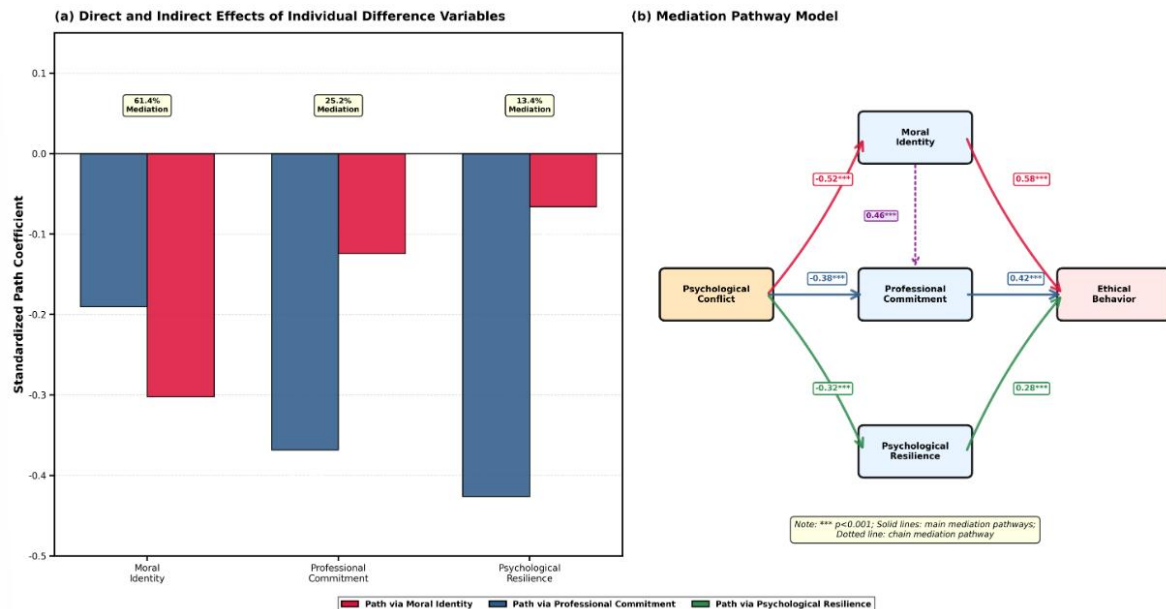 (a) Direct and Indirect Effects of Individual Difference Variables
0.1
0.0
-0.1
-0.2
-0.3
-0.4
-0.5
Standardized Path Coefficient
61.4%
Mediation
25.2%
Mediation
13.4%
Mediation
Moral
Identity
Professional
Commitment
Psychological
Resilience
Path via Moral Identity
Path via Professional Commitment
Path via Psychological Resilience
(b) Mediation Pathway Model
Moral
Identity
-0.52***
0.58***
0.46***
Psychological
Conflict
-0.38***
Professional
Commitment
0.42***
Ethical
Behavior
-0.32***
0.28***
Psychological
Resilience
Note: *** p<0.001; Solid lines: main mediation pathways;
Dotted line: chain mediation pathway